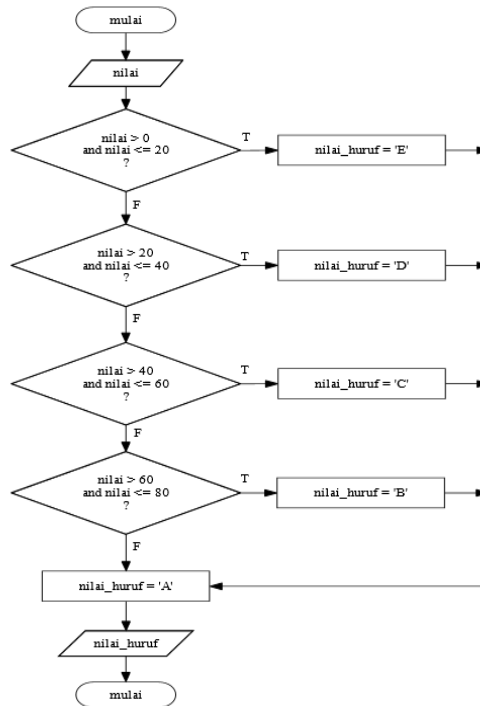 mulai
nilai
nilai > 0
and nilai <= 20
?
T
nilai_huruf = 'E'
F
nilai > 20
and nilai <= 40
?
T
nilai_huruf = 'D'
F
nilai > 40
and nilai <= 60
?
T
nilai_huruf = 'C'
F
nilai > 60
and nilai <= 80
?
T
nilai_huruf = 'B'
F
nilai_huruf = 'A'
nilai_huruf
mulai